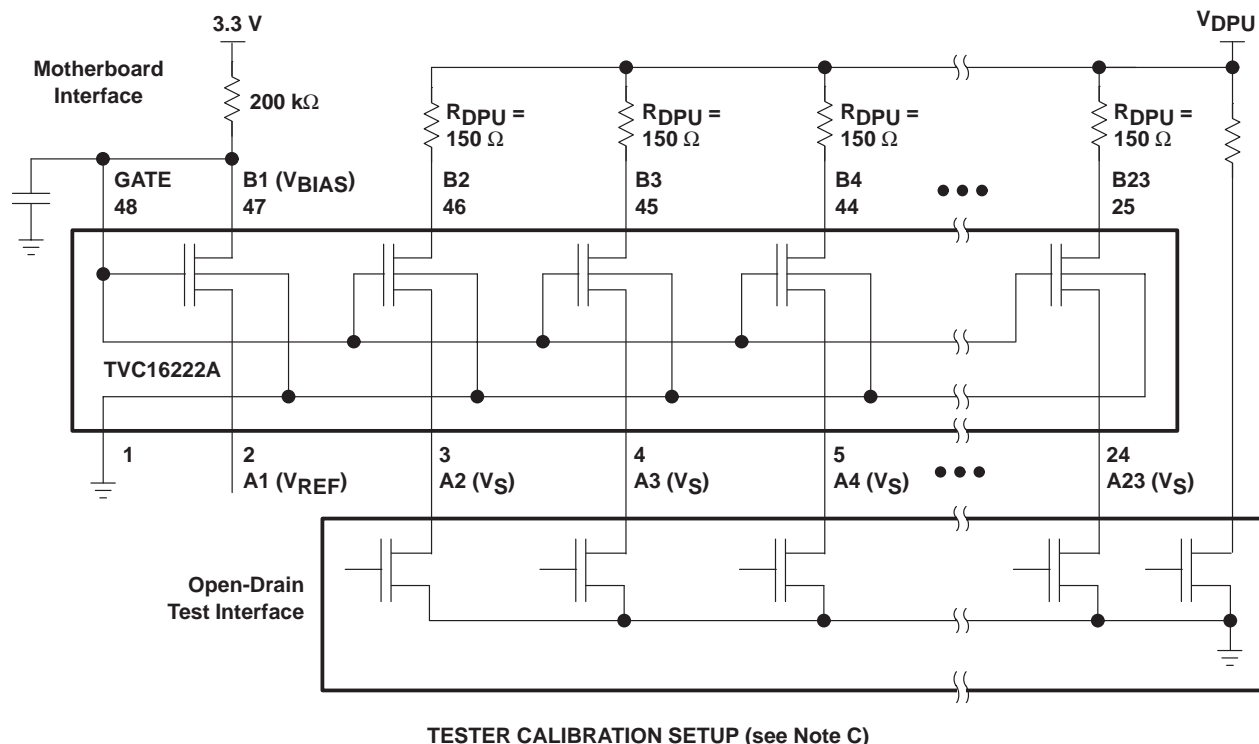 3.3 V
VDPU
Motherboard
Interface
200 kΩ
RDPU =
150 Ω
RDPU =
150 Ω
RDPU =
150 Ω
RDPU =
150 Ω
GATE
48
B1 (VBIAS)
47
B2
46
B3
45
B4
44
B23
25
TVC16222A
1
2
A1 (VREF)
3
A2 (VS)
4
A3 (VS)
5
A4 (VS)
24
A23 (VS)
Open-Drain
Test Interface
TESTER CALIBRATION SETUP (see Note C)